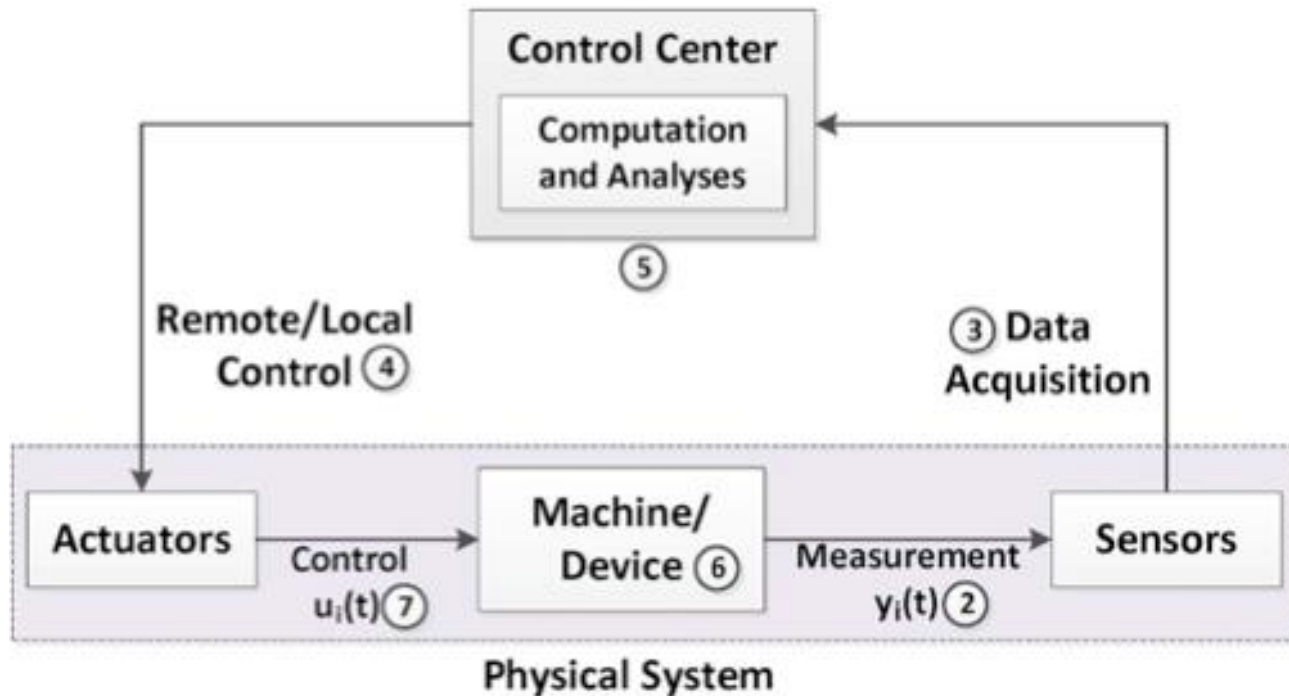 Control Center
Computation
and Analyses
⑤
Remote/Local
Control ④
③ Data
Acquisition
Actuators
Control
uᵢ(t)⑦
Machine/
Device ⑥
Measurement
yᵢ(t)②
Sensors
Physical System